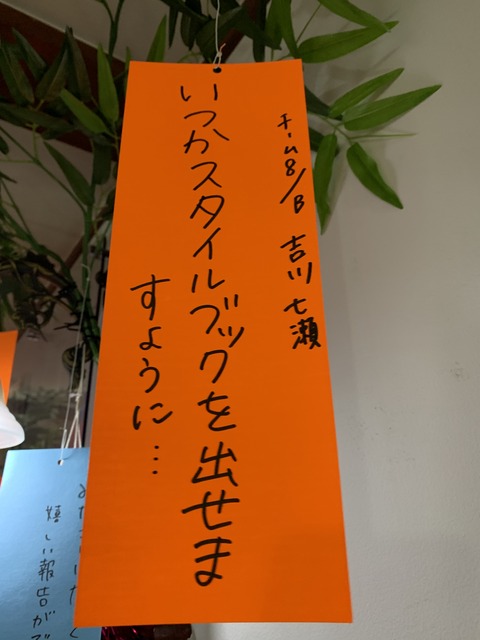 チーム8/B 吉川七瀬
いつかスタイルブックを出せま
すように…
嬉しい報告がで